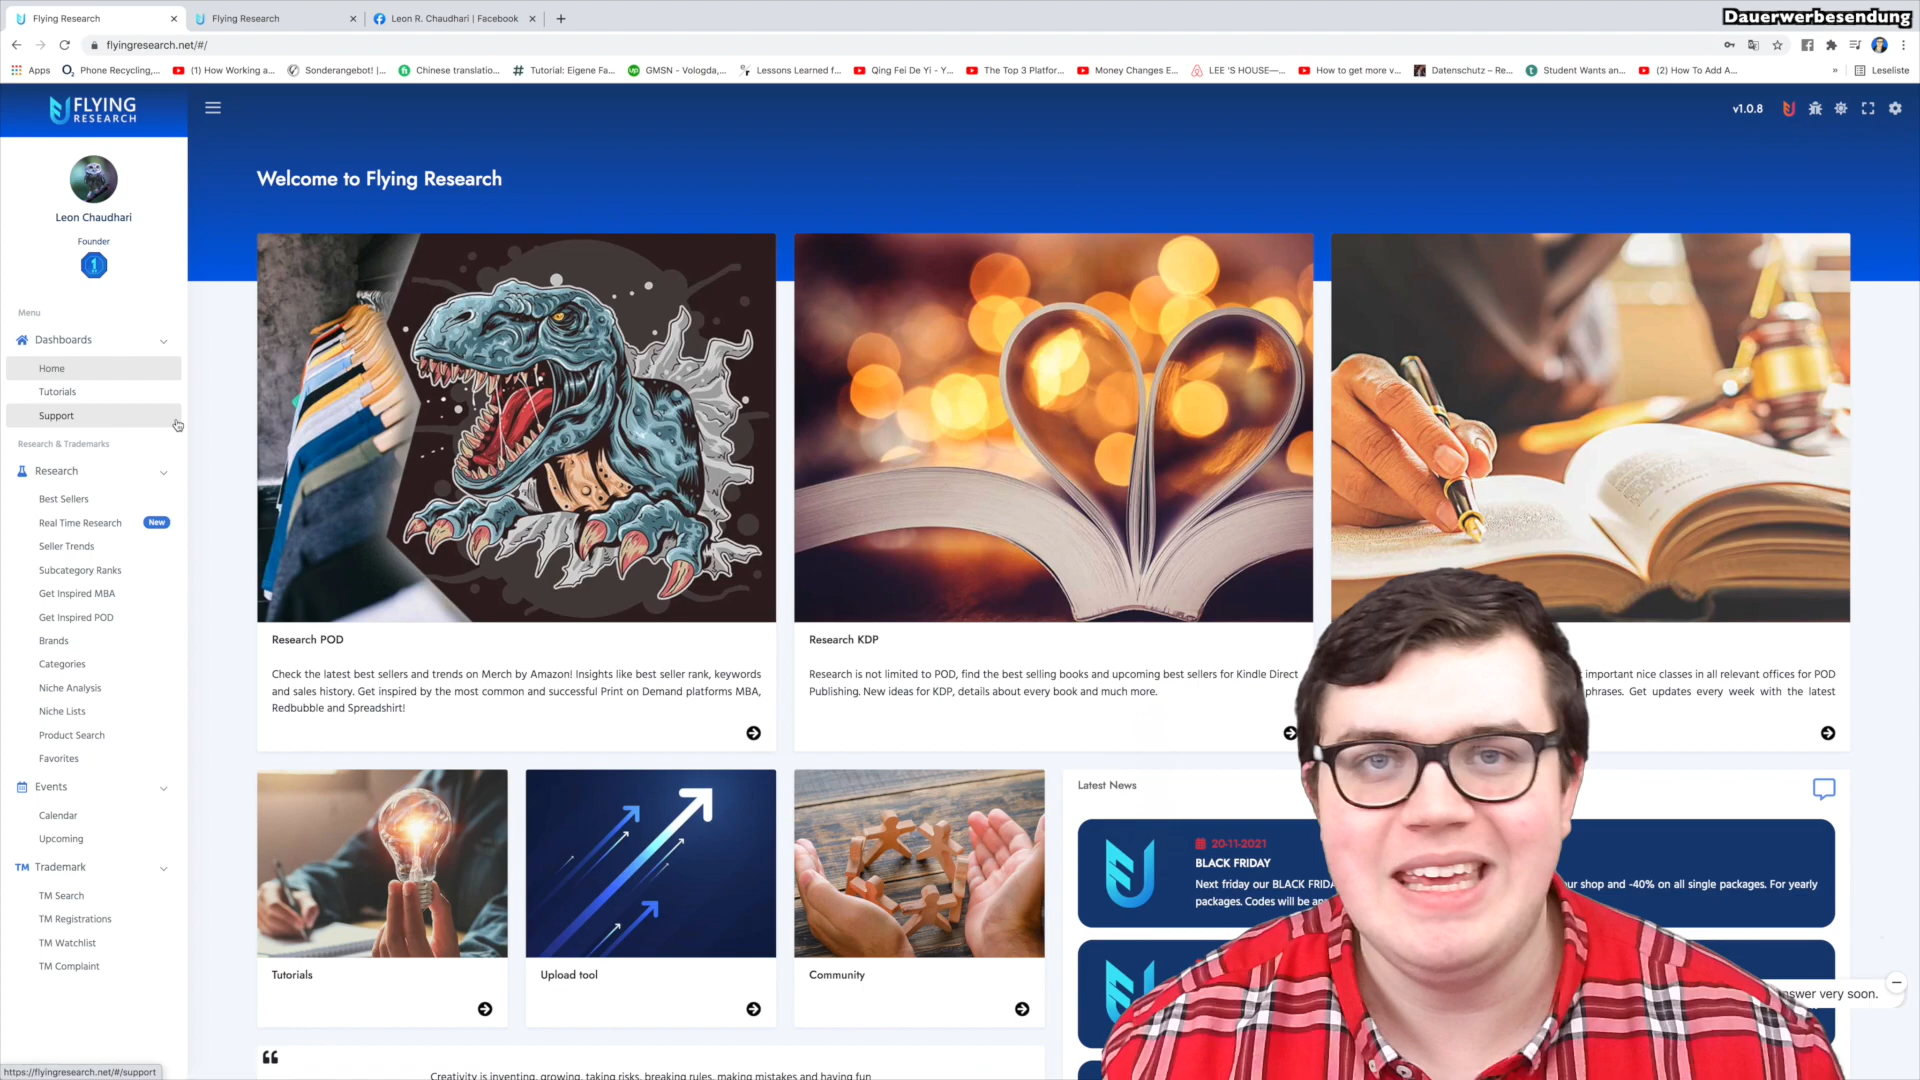 Flying Research
Flying Research
Leon R. Chaudhari | Facebook
Dauerwerbesendung
flyingresearch.net/#/
Apps
Phone Recycling,...
(1) How Working a...
Sonderangebot! |...
Chinese translatio...
Tutorial: Eigene Fa...
GMSN - Vologda,...
Lessons Learned f...
Qing Fei De Yi - Y...
The Top 3 Platfor...
Money Changes E...
LEE 'S HOUSE—...
How to get more v...
Datenschutz – Re...
Student Wants an...
(2) How To Add A...
»
Leseliste
FLYING
RESEARCH
v1.0.8
Welcome to Flying Research
Leon Chaudhari
Founder
1
Menu
Dashboards
Home
Tutorials
Support
Research & Trademarks
Research
Best Sellers
Real Time Research New
Seller Trends
Subcategory Ranks
Get Inspired MBA
Get Inspired POD
Brands
Categories
Niche Analysis
Niche Lists
Product Search
Favorites
Events
Calendar
Upcoming
TM Trademark
TM Search
TM Registrations
TM Watchlist
TM Complaint
https://flyingresearch.net/#/support
Research POD
Check the latest best sellers and trends on Merch by Amazon! Insights like best seller rank, keywords
and sales history. Get inspired by the most common and successful Print on Demand platforms MBA,
Redbubble and Spreadshirt!
Research KDP
Research is not limited to POD, find the best selling books and upcoming best sellers for Kindle Direct
Publishing. New ideas for KDP, details about every book and much more.
important nice classes in all relevant offices for POD
phrases. Get updates every week with the latest
Tutorials
Upload tool
Community
Latest News
20-11-2021
BLACK FRIDAY
Next friday our BLACK FRIDA
ur shop and -40% on all single packages. For yearly
packages. Codes will be an
nswer very soon.
Creativity is inventing, growing, taking risks, breaking rules, making mistakes and having fun